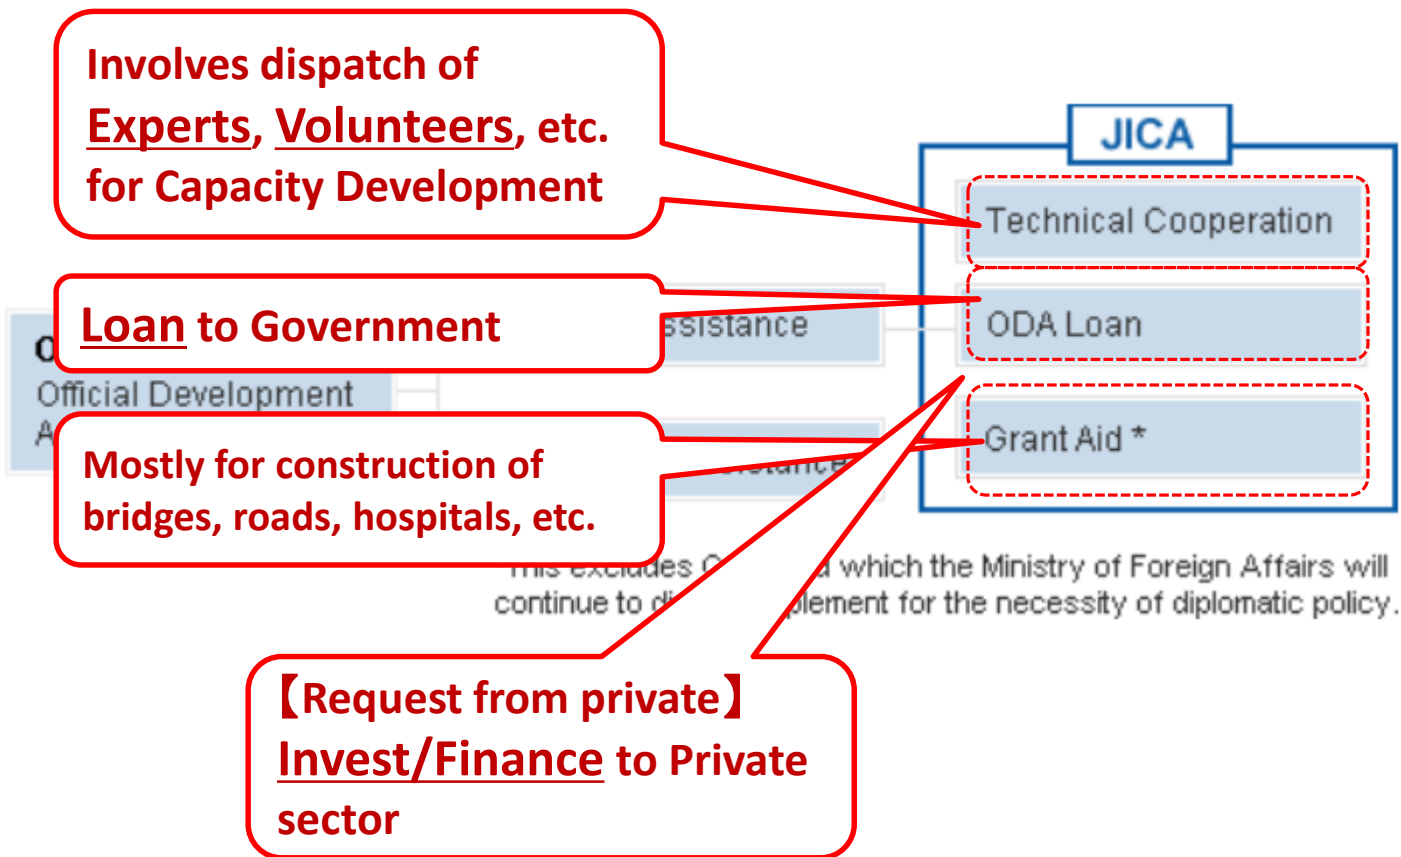 Involves dispatch of
Experts, Volunteers, etc.
for Capacity Development
JICA
Technical Cooperation
Loan to Government
ODA Loan
Official Development
Mostly for construction of
bridges, roads, hospitals, etc.
Grant Aid *
This excludes which the Ministry of Foreign Affairs will
continue to for the necessity of diplomatic policy.
【Request from private】
Invest/Finance to Private
sector